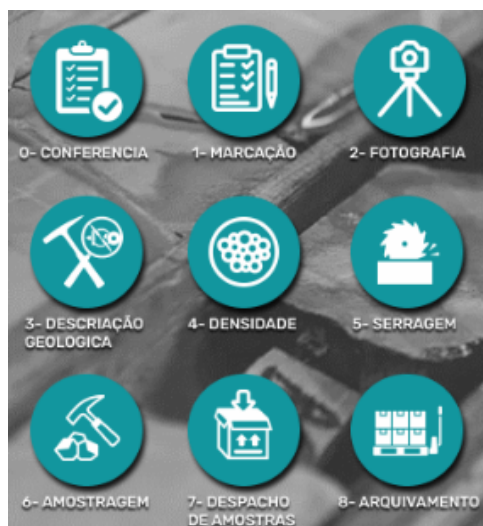 0- CONFERENCIA
1- MARCAÇÃO
2- FOTOGRAFIA
3- DESCRIAÇÃO
GEOLOGICA
4- DENSIDADE
5- SERRAGEM
6- AMOSTRAGEM
7- DESPACHO
DE AMOSTRAS
8- ARQUIVAMENTO